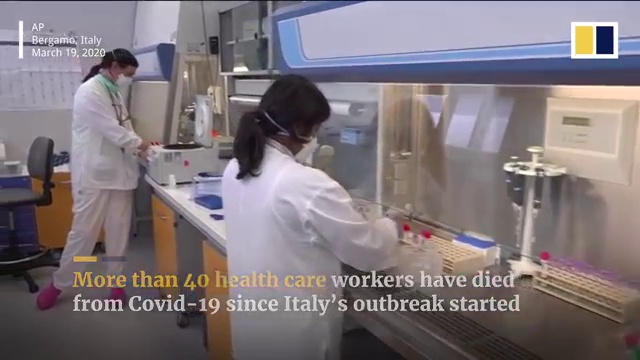 AP
Bergamo, Italy
March 19, 2020
More than 40 health care workers have died
from Covid-19 since Italy's outbreak started